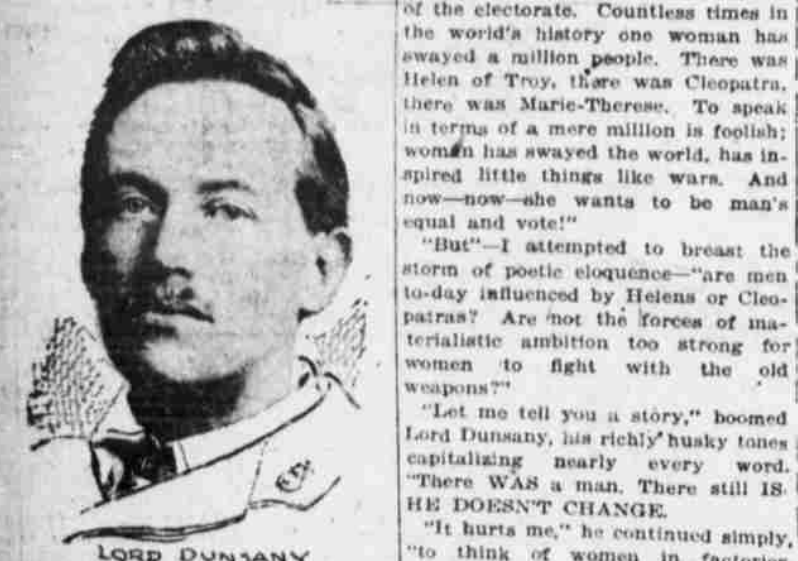 LORD DUNSANY
of the electorate. Countless times in
the world's history one woman has
swayed a million people. There was
Helen of Troy, there was Cleopatra,
there was Marie-Therese. To speak
in terms of a mere million is foolish;
woman has swayed the world, has in-
spired little things like wars. And
now—now—she wants to be man's
equal and vote!"
"But"—I attempted to breast the
storm of poetic eloquence—"are men
to-day influenced by Helens or Cleo-
patras? Are not the forces of ma-
terialistic ambition too strong for
women to fight with the old
weapons?"
"Let me tell you a story," boomed
Lord Dunsany, his richly husky tones
capitalizing nearly every word.
"There WAS a man. There still IS.
HE DOESN'T CHANGE.
"It hurts me," he continued simply,
"to think of women in factories